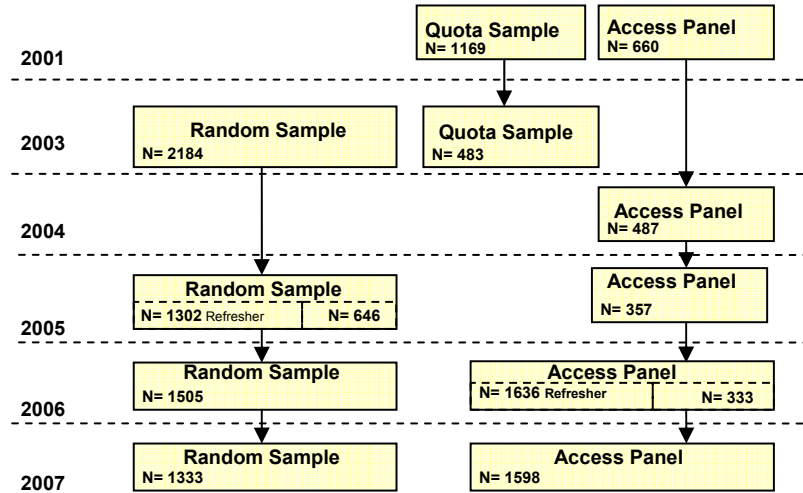 Quota Sample
N= 1169
Access Panel
N= 660
2001
Random Sample
N= 2184
Quota Sample
N= 483
2003
Access Panel
N= 487
2004
Random Sample
N= 1302 Refresher
N= 646
Access Panel
N= 357
2005
Random Sample
N= 1505
Access Panel
N= 1636 Refresher
N= 333
2006
Random Sample
N= 1333
Access Panel
N= 1598
2007